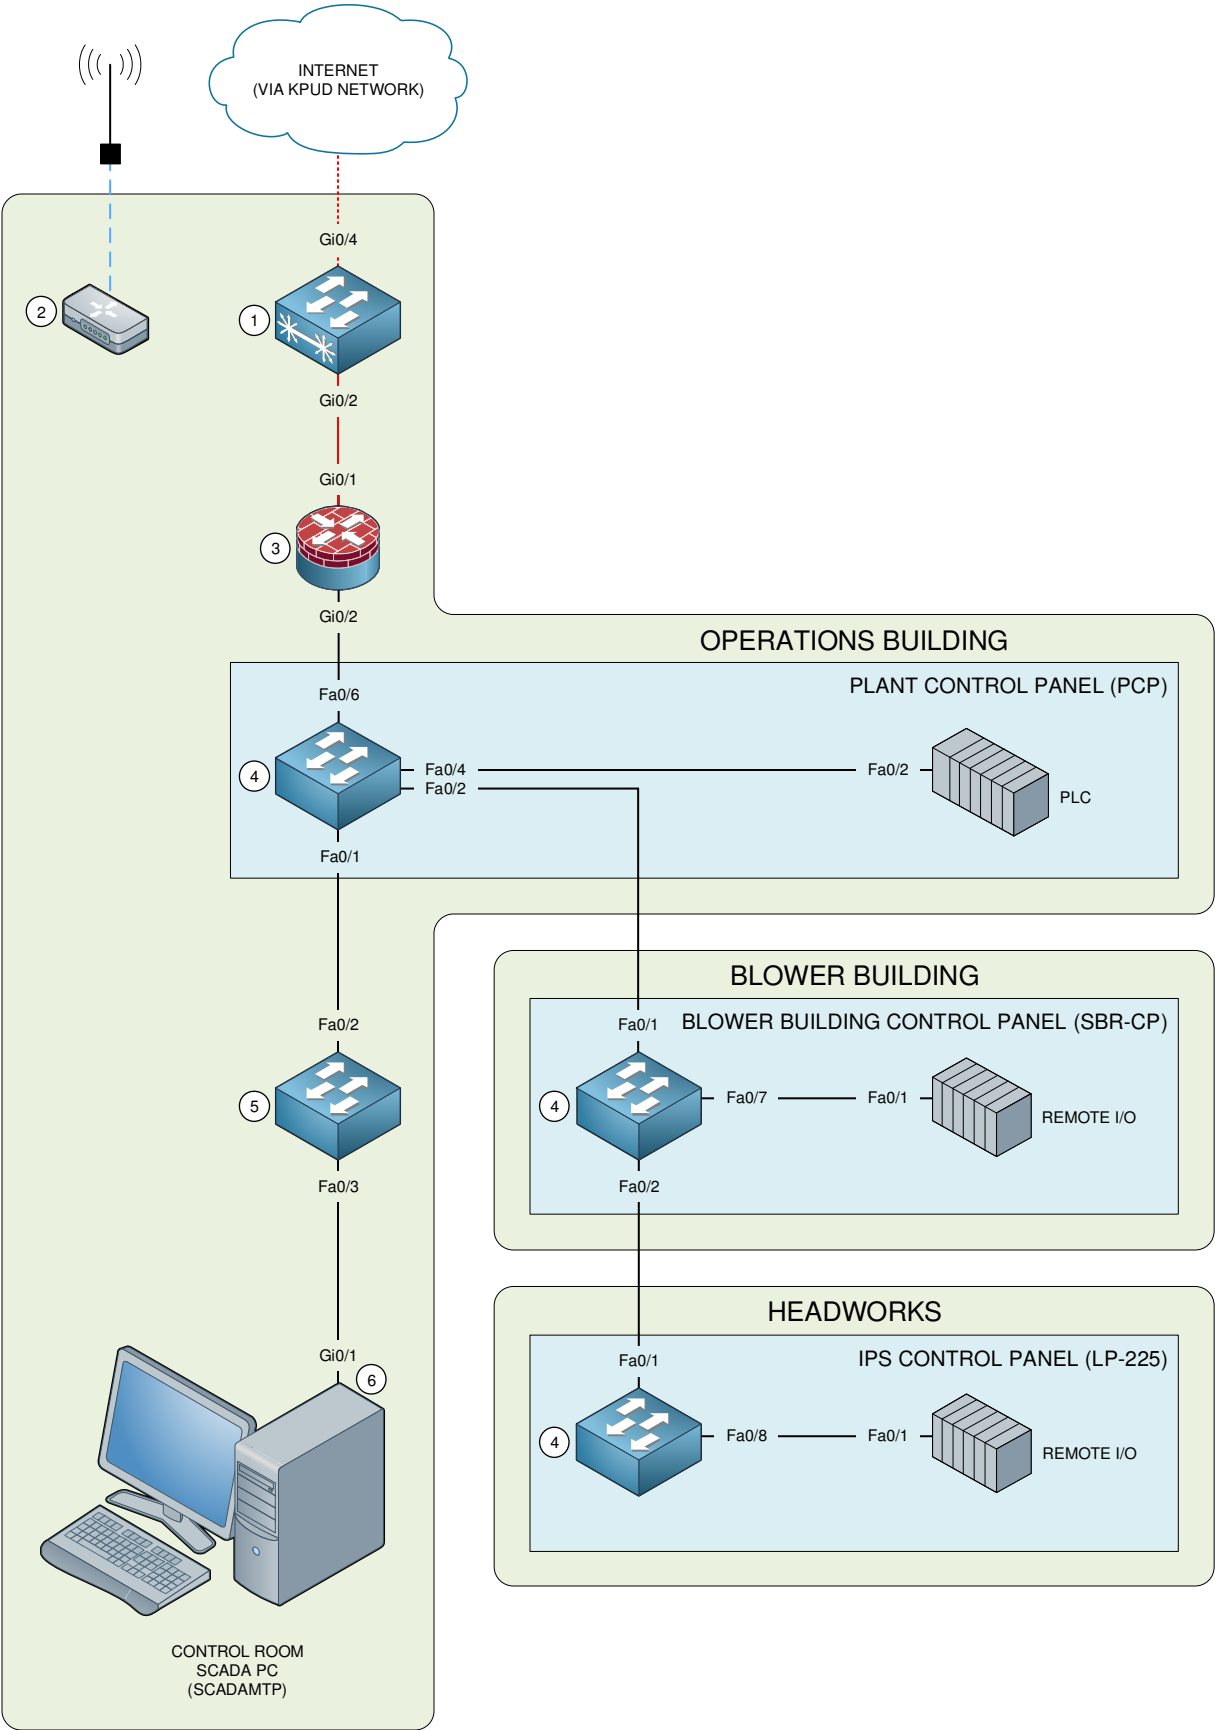 INTERNET
(VIA KPUD NETWORK)
Gi0/4
2
1
Gi0/2
Gi0/1
3
Gi0/2
OPERATIONS BUILDING
PLANT CONTROL PANEL (PCP)
Fa0/6
4
Fa0/4
Fa0/2
Fa0/2
PLC
Fa0/1
BLOWER BUILDING
BLOWER BUILDING CONTROL PANEL (SBR-CP)
Fa0/2
Fa0/1
5
4
Fa0/7
Fa0/1
REMOTE I/O
Fa0/3
Fa0/2
HEADWORKS
IPS CONTROL PANEL (LP-225)
Gi0/1
6
Fa0/1
4
Fa0/8
Fa0/1
REMOTE I/O
CONTROL ROOM
SCADA PC
(SCADAMTP)